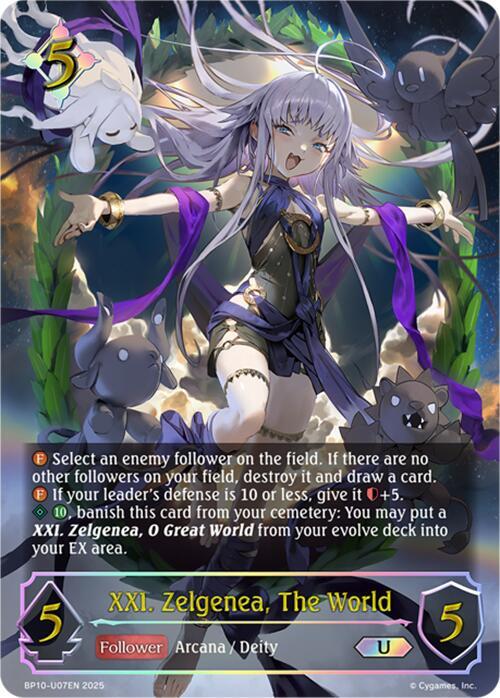 5
F Select an enemy follower on the field. If there are no
other followers on your field, destroy it and draw a card.
F If your leader's defense is 10 or less, give it +5.
10, banish this card from your cemetery: You may put a
XXI. Zelgenea, O Great World from your evolve deck into
your EX area.
XXI. Zelgenea, The World
5
5
Follower Arcana / Deity
U
BP10-U07EN 2025
© Cygames, Inc.